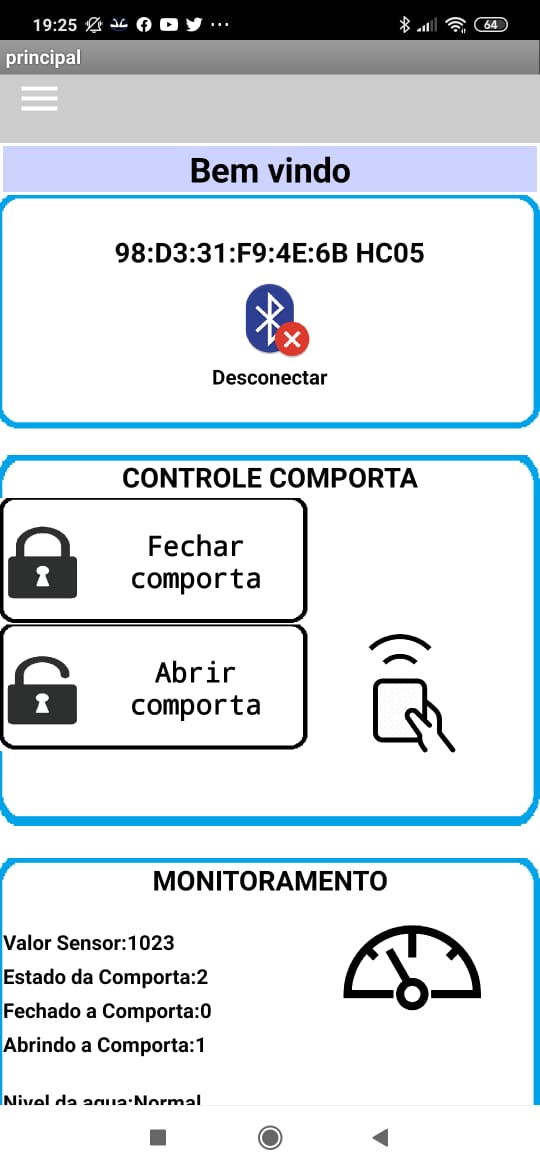 19:25
64
principal
Bem vindo
98:D3:31:F9:4E:6B HC05
Desconectar
CONTROLE COMPORTA
Fechar
comporta
Abrir
comporta
MONITORAMENTO
Valor Sensor:1023
Estado da Comporta:2
Fechado a Comporta:0
Abrindo a Comporta:1
Nivel da agua:Normal